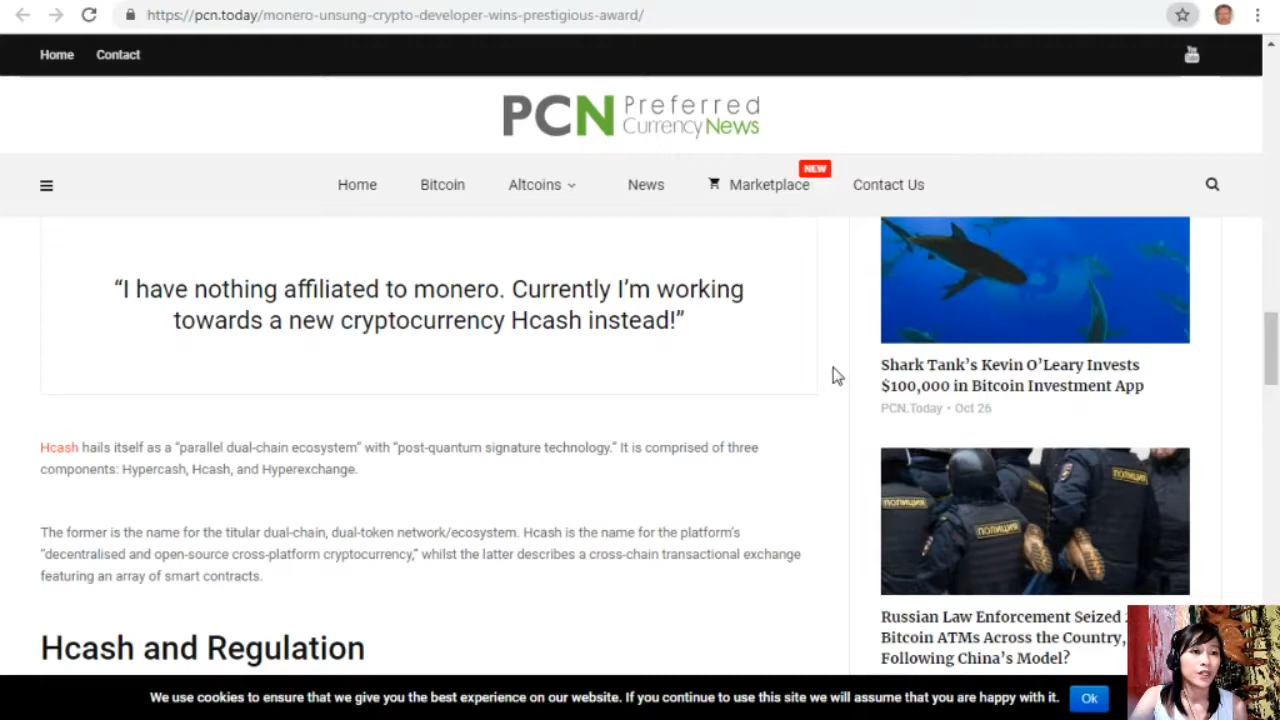 https://pcn.today/monero-unsung-crypto-developer-wins-prestigious-award/
Home Contact
You Tube
PCN Preferred
Currency News
NEW
Home Bitcoin Altcoins News Marketplace Contact Us
“I have nothing affiliated to monero. Currently I’m working
towards a new cryptocurrency Hcash instead!”
Hcash hails itself as a “parallel dual-chain ecosystem” with “post-quantum signature technology.” It is comprised of three
components: Hypercash, Hcash, and Hyperexchange.
The former is the name for the titular dual-chain, dual-token network/ecosystem. Hcash is the name for the platform’s
“decentralised and open-source cross-platform cryptocurrency,” whilst the latter describes a cross-chain transactional exchange
featuring an array of smart contracts.
Hcash and Regulation
Shark Tank’s Kevin O’Leary Invests
$100,000 in Bitcoin Investment App
PCN.Today • Oct 26
ПОЛИЦИЯ
ПОЛИЦИЯ
ПОЛИЦИЯ
Russian Law Enforcement Seized
Bitcoin ATMs Across the Country,
Following China’s Model?
We use cookies to ensure that we give you the best experience on our website. If you continue to use this site we will assume that you are happy with it.
Ok